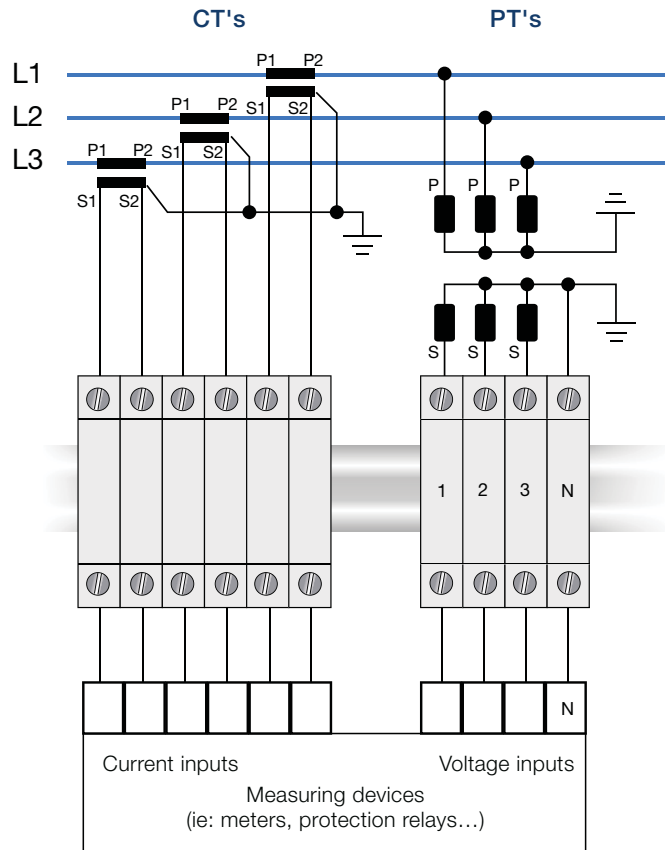 CT's PT's
P1 P2
L1
S1 S2
P1 P2
L2
S1 S2
P1 P2
L3
S1 S2
P P P
S S S
1 2 3 N
N
Current inputs Voltage inputs
Measuring devices
(ie: meters, protection relays…)